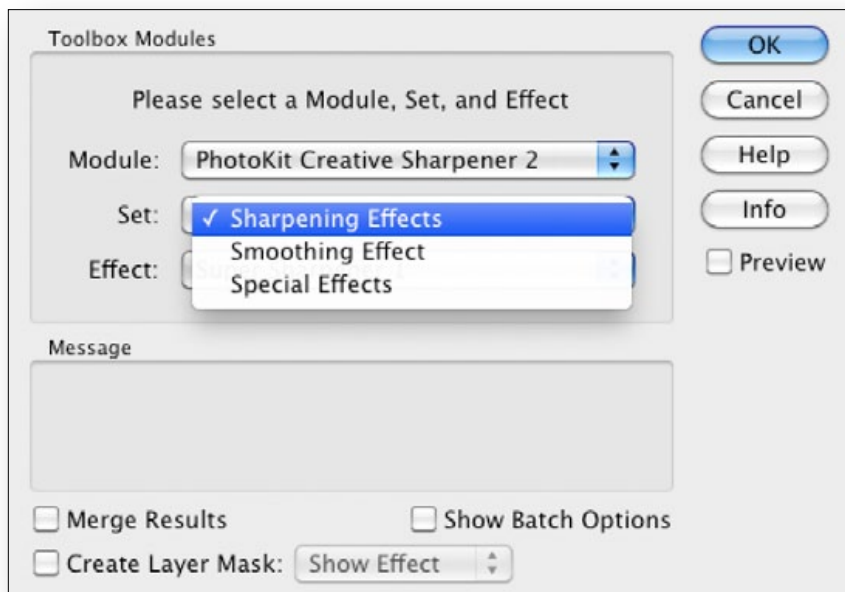 Toolbox Modules
Please select a Module, Set, and Effect
Module: PhotoKit Creative Sharpener 2
Set: ✓ Sharpening Effects
Smoothing Effect
Effect:
Special Effects
Message
Merge Results
Show Batch Options
Create Layer Mask: Show Effect
OK
Cancel
Help
Info
Preview